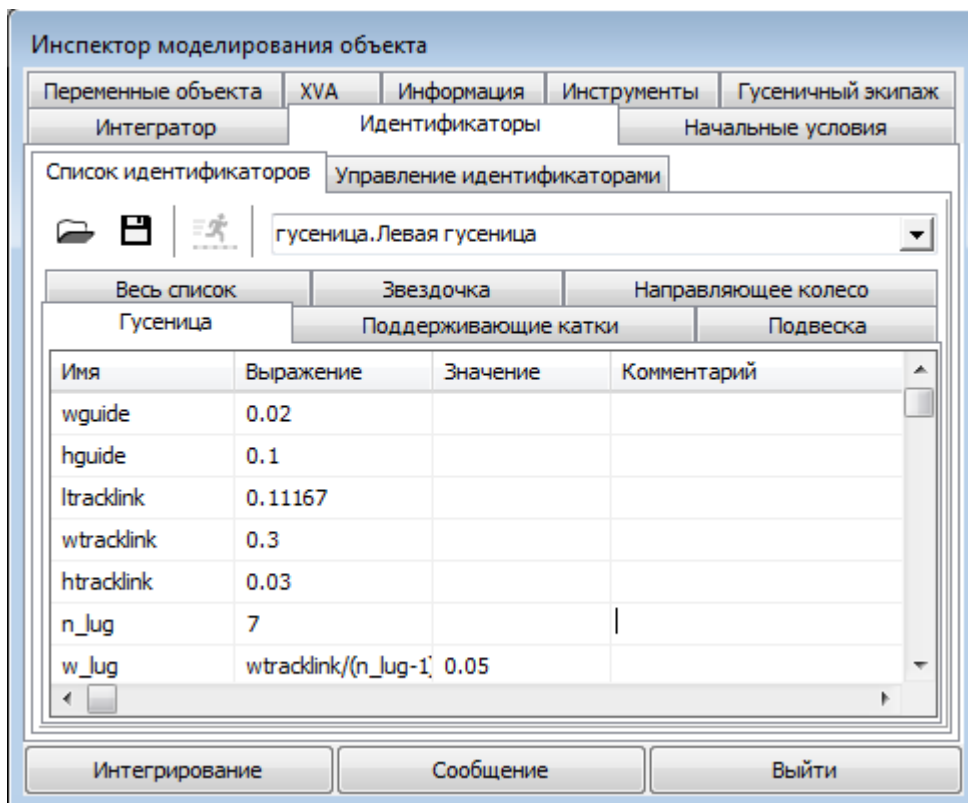 Инспектор моделирования объекта
Переменные объекта XVA Информация Инструменты Гусеничный экипаж
Интегратор Идентификаторы Начальные условия
Список идентификаторов Управление идентификаторами
гусеница.Левая гусеница
Весь список Звездочка Направляющее колесо
Гусеница Поддерживающие катки Подвеска
Имя Выражение Значение Комментарий
wguide 0.02
hguide 0.1
ltracklink 0.11167
wtracklink 0.3
htracklink 0.03
n_lug 7
w_lug wtracklink/(n_lug-1) 0.05
Интегрирование Сообщение Выйти